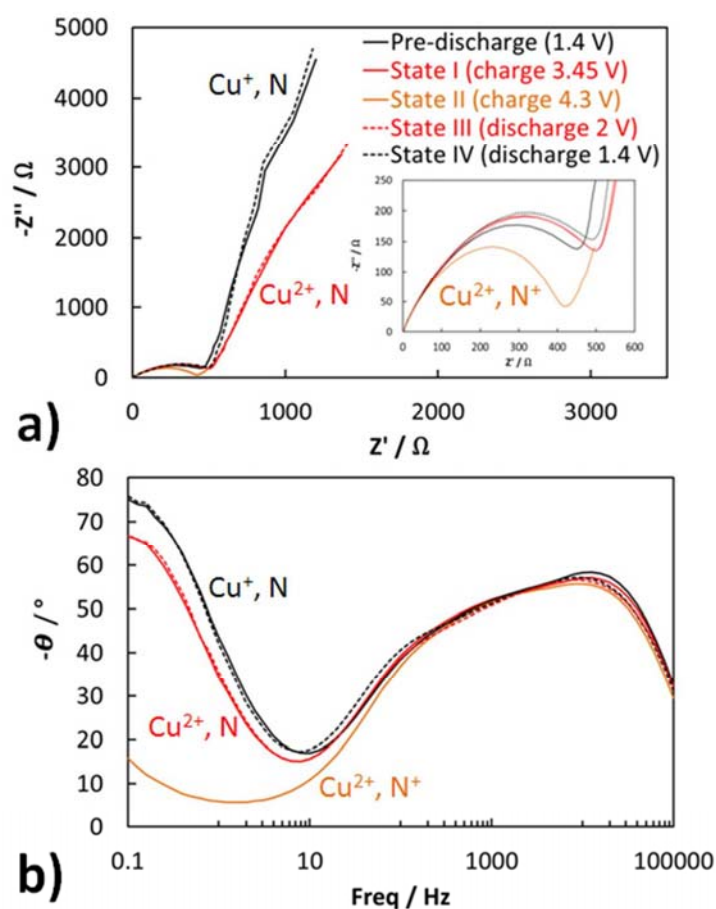 5000
4000
3000
2000
1000
0
-Z'' / Ω
Cu⁺, N
Pre-discharge (1.4 V)
State I (charge 3.45 V)
State II (charge 4.3 V)
State III (discharge 2 V)
State IV (discharge 1.4 V)
Cu²⁺, N
250
200
150
100
50
0
-Z'' / Ω
Cu²⁺, N⁺
0 100 200 300 400 500 600
Z' / Ω
0 1000 2000 3000
a)
Z' / Ω
80
70
60
50
40
30
20
10
0
-θ / °
Cu⁺, N
Cu²⁺, N
Cu²⁺, N⁺
0.1 10 1000 100000
b)
Freq / Hz